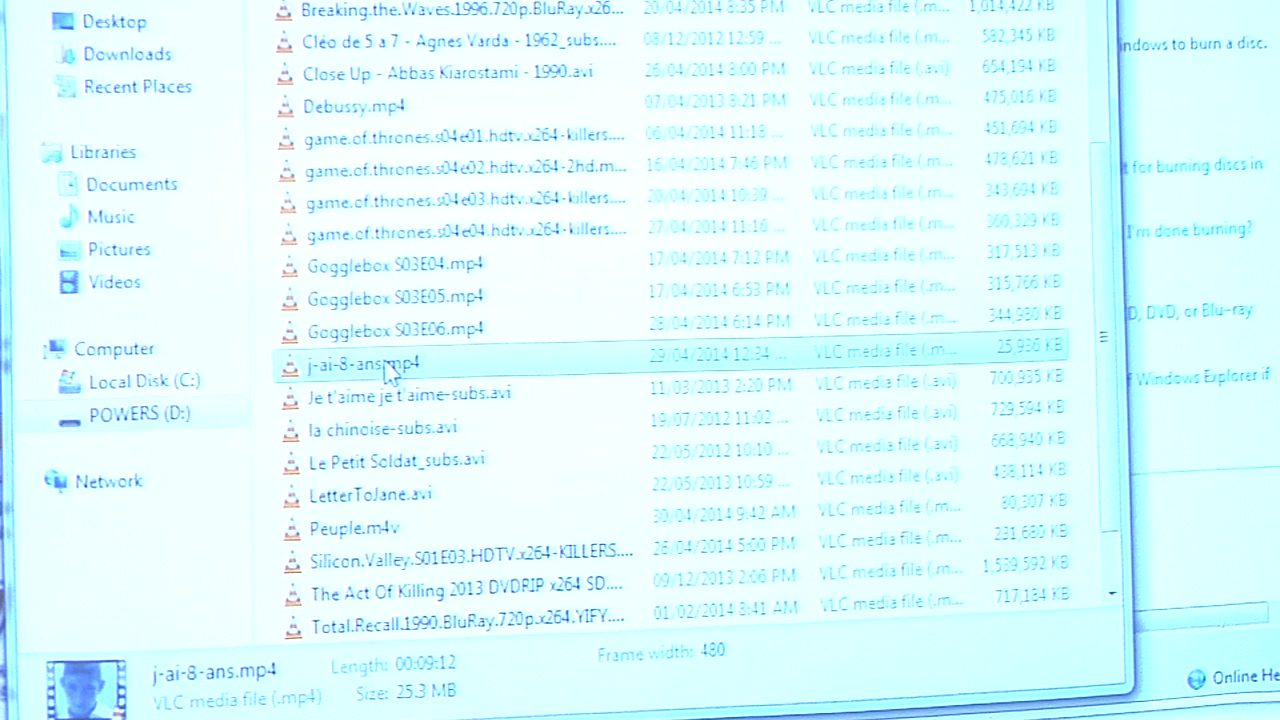 Desktop
Downloads
Recent Places
Libraries
Documents
Music
Pictures
Videos
Computer
Local Disk (C:)
POWERS (D:)
Network
Breaking.the.Waves.1996.720p.BluRay.x26... 20/04/2014 8:35 PM VLC media file (.m... 1,014,422 KB
Cléo de 5 a 7 - Agnes Varda - 1962_subs.... 08/12/2012 12:59 ... VLC media file (.m... 582,345 KB
Close Up - Abbas Kiarostami - 1990.avi 26/04/2014 8:00 PM VLC media file (.avi) 654,194 KB
Debussy.mp4 07/04/2013 8:21 PM VLC media file (.m... 475,016 KB
game.of.thrones.s04e01.hdtv.x264-killers.... 06/04/2014 11:18 ... VLC media file (.m... 451,694 KB
game.of.thrones.s04e02.hdtv.x264-2hd.m... 16/04/2014 7:46 PM VLC media file (.m... 478,621 KB
game.of.thrones.s04e03.hdtv.x264-killers.... 20/04/2014 10:39 ... VLC media file (.m... 343,694 KB
game.of.thrones.s04e04.hdtv.x264-killers.... 27/04/2014 11:16 ... VLC media file (.m... 360,329 KB
Gogglebox S03E04.mp4 17/04/2014 7:12 PM VLC media file (.m... 317,513 KB
Gogglebox S03E05.mp4 17/04/2014 6:53 PM VLC media file (.m... 315,766 KB
Gogglebox S03E06.mp4 28/04/2014 6:14 PM VLC media file (.m... 344,980 KB
j-ai-8-ans.mp4 29/04/2014 12:34 ... VLC media file (.m... 25,936 KB
Je t'aime je t'aime-subs.avi 11/03/2013 2:20 PM VLC media file (.avi) 700,935 KB
la chinoise-subs.avi 19/07/2012 11:02 ... VLC media file (.avi) 729,594 KB
Le Petit Soldat_subs.avi 22/05/2012 10:10 ... VLC media file (.avi) 668,940 KB
LetterToJane.avi 22/05/2013 10:59 ... VLC media file (.avi) 438,114 KB
Peuple.m4v 30/04/2014 9:42 AM VLC media file (.m... 80,307 KB
Silicon.Valley.S01E03.HDTV.x264-KILLERS.... 26/04/2014 5:00 PM VLC media file (.m... 231,680 KB
The Act Of Killing 2013 DVDRIP x264 SD.... 09/12/2013 2:06 PM VLC media file (.m... 1,539,592 KB
Total.Recall.1990.BluRay.720p.x264.YIFY.... 01/02/2014 8:41 AM VLC media file (.m... 717,184 KB
j-ai-8-ans.mp4 Length: 00:09:12 Frame width: 480
VLC media file (.mp4) Size: 25.3 MB
indows to burn a disc.
t for burning discs in
I'm done burning?
D, DVD, or Blu-ray
f Windows Explorer if
Online He